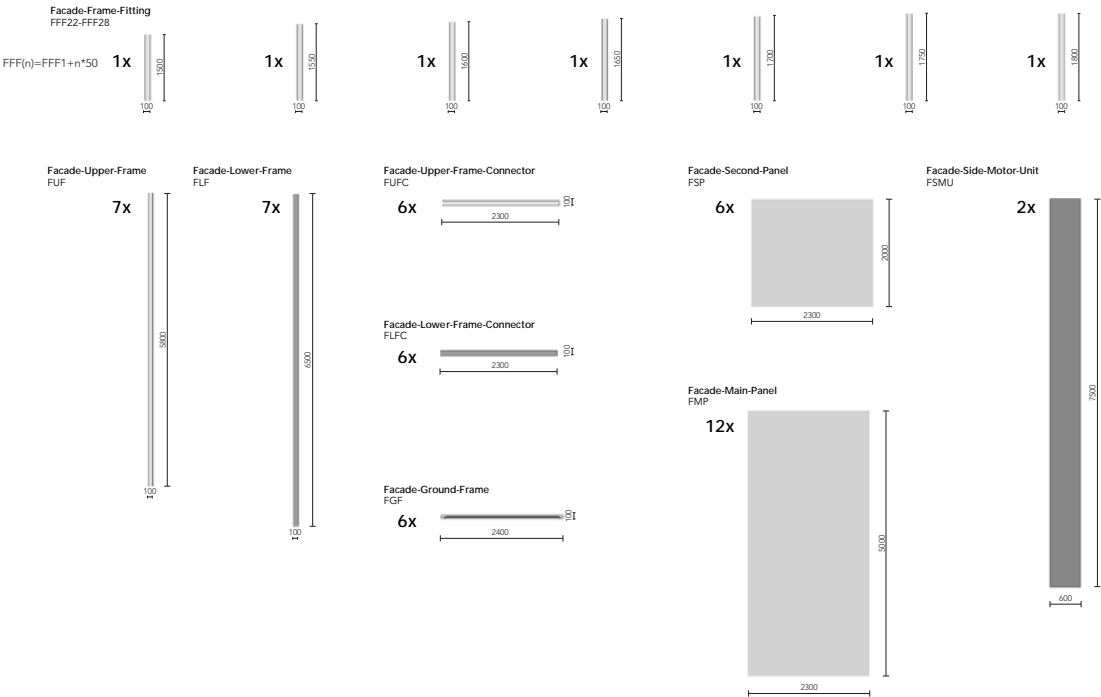 Facade-Frame-Fitting
FFF22-FFF28
FFF(n)=FFF1+n*50
1x
1500
100
1x
1550
100
1x
1600
100
1x
1650
100
1x
1700
100
1x
1750
100
1x
1800
100
Facade-Upper-Frame
FUF
7x
5800
100
Facade-Lower-Frame
FLF
7x
6500
100
Facade-Upper-Frame-Connector
FUFC
6x
100
2300
Facade-Lower-Frame-Connector
FLFC
6x
100
2300
Facade-Ground-Frame
FGF
6x
100
2400
Facade-Second-Panel
FSP
6x
2000
2300
Facade-Main-Panel
FMP
12x
5000
2300
Facade-Side-Motor-Unit
FSMU
2x
7500
600